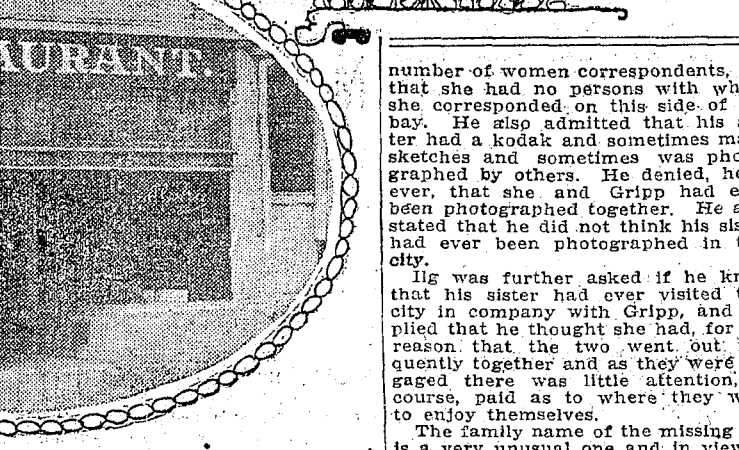 AURANT.
number of women correspondents,
that she had no persons with wh
she corresponded on this side of
bay. He also admitted that his
ter had a kodak and sometimes ma
sketches and sometimes was pho
graphed by others. He denied, he
ever, that she and Gripp had e
been photographed together. He a
stated that he did not think his sis
had ever been photographed in t
city.
Ilg was further asked if he kn
that his sister had ever visited t
city in company with Gripp, and
plied that he thought she had, for
reason that the two went out
quently together and as they were
gaged there was little attention,
course, paid as to where they w
to enjoy themselves.
The family name of the missing
is a very unusual one and in view